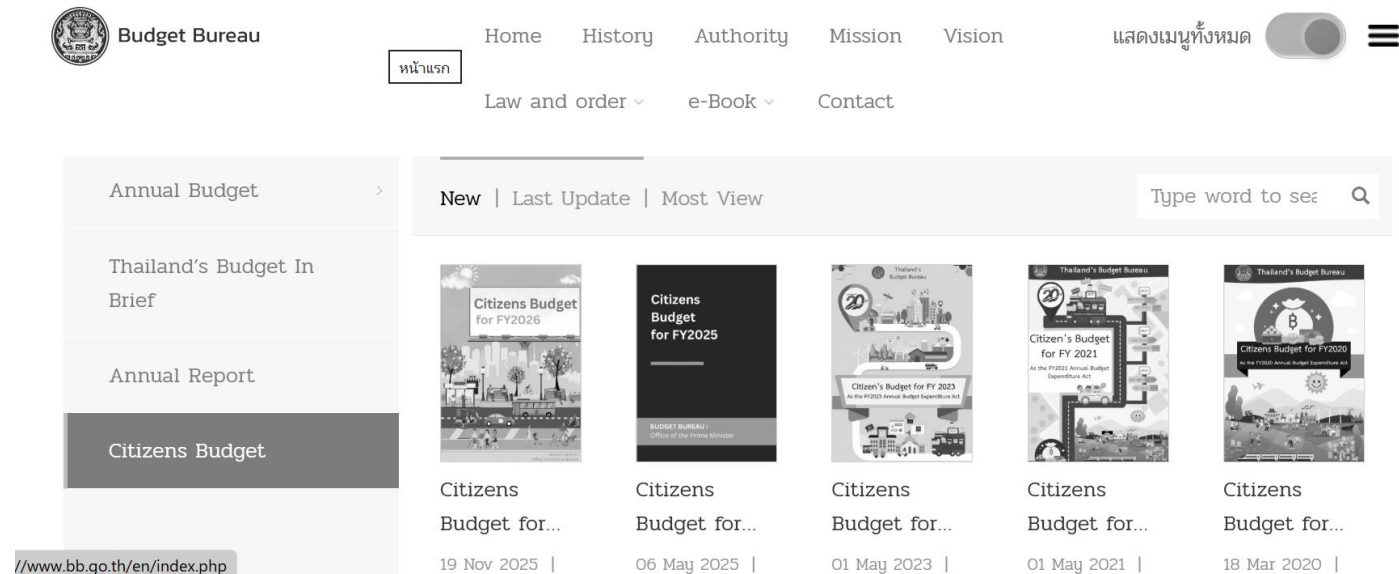 Budget Bureau
Home History Authority Mission Vision
แสดงเมนูทั้งหมด
หน้าแรก
Law and order e-Book Contact
Annual Budget
Thailand's Budget In
Brief
Annual Report
Citizens Budget
New | Last Update | Most View
Type word to sea
Citizens Budget
for FY2026
Citizens
Budget
for FY2025
BUDGET BUREAU |
Office of the Prime Minister
Thailand's
Budget Bureau
20
Citizen's Budget for FY 2023
As the FY2023 Annual Budget Expenditure Act
Thailand's Budget Bureau
20
Citizen's Budget
for FY 2021
As the FY2021 Annual Budget
Expenditure Act
Thailand's Budget Bureau
Citizens Budget for FY2020
As the FY2020 Annual Budget Expenditure Act
Citizens
Budget for...
19 Nov 2025 |
Citizens
Budget for...
06 May 2025 |
Citizens
Budget for...
01 May 2023 |
Citizens
Budget for...
01 May 2021 |
Citizens
Budget for...
18 Mar 2020 |
//www.bb.go.th/en/index.php